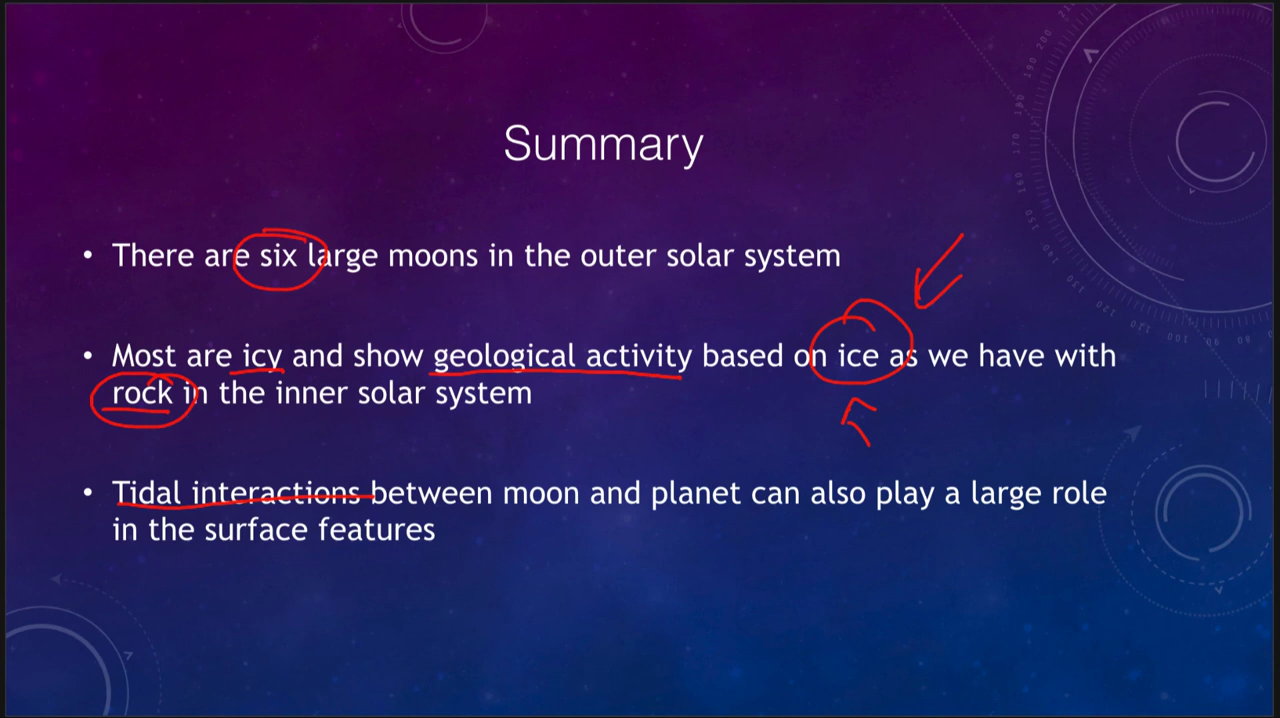 Summary
• There are six large moons in the outer solar system
• Most are icy and show geological activity based on ice as we have with
rock in the inner solar system
• Tidal interactions between moon and planet can also play a large role
in the surface features